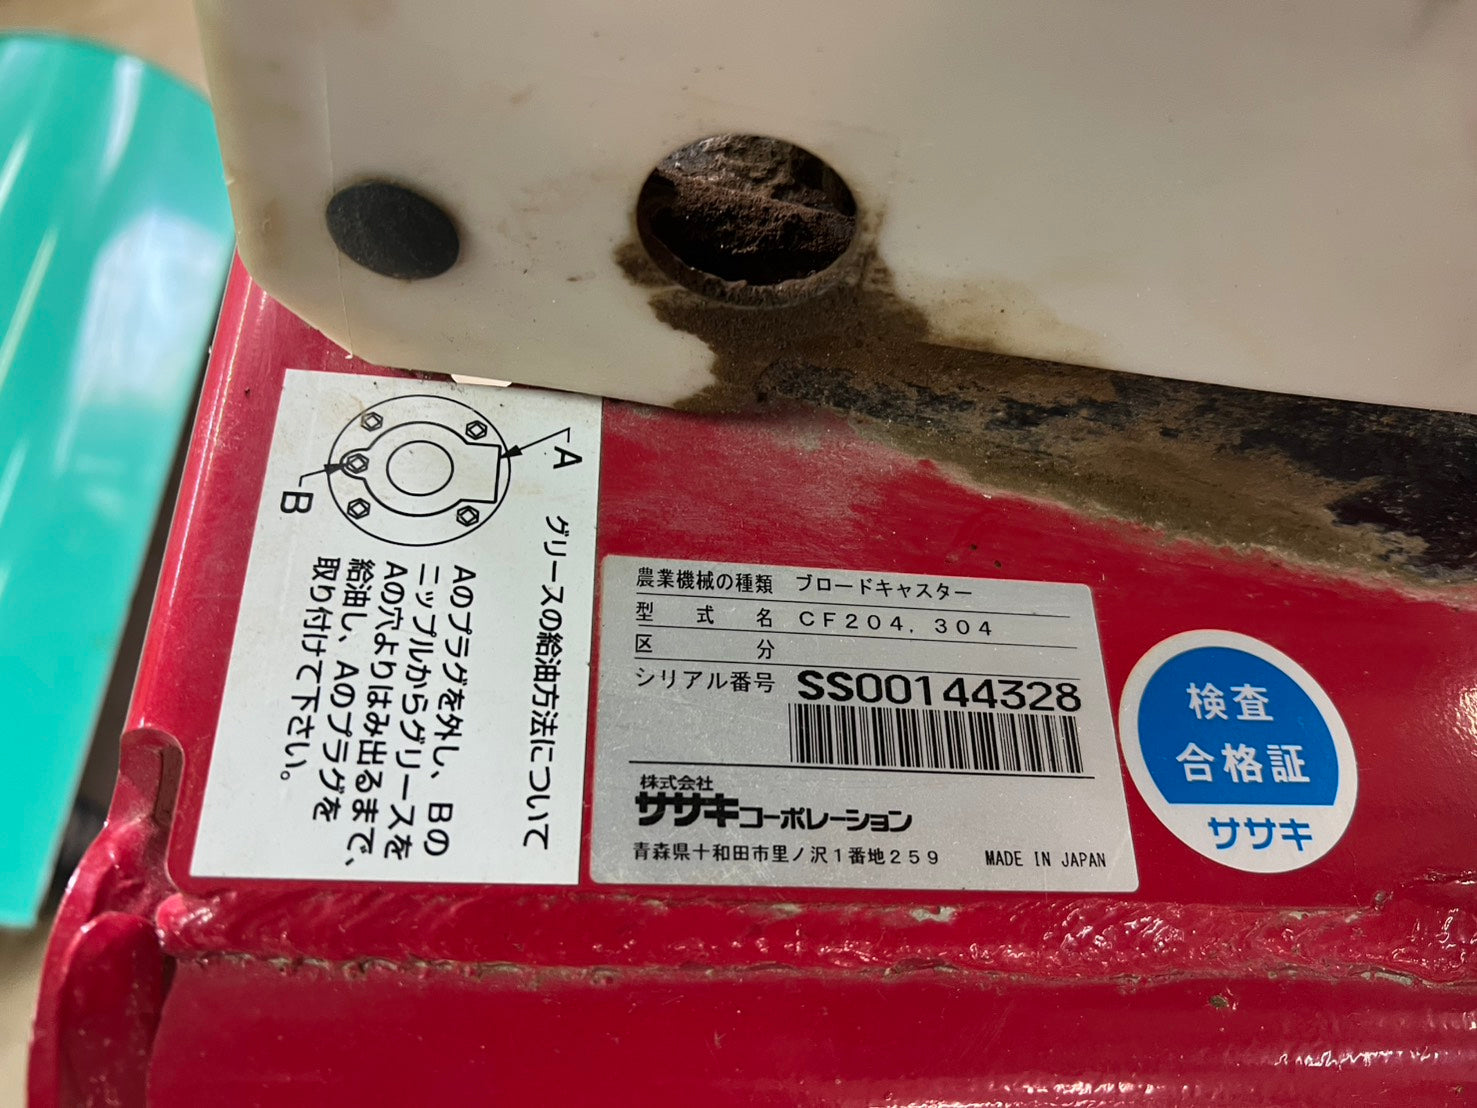 A
B
グリースの給油方法について
Aのプラグを外し、Bの
ニップルからグリースを
Aの穴よりはみ出るまで、
給油し、Aのプラグを
取り付けて下さい。
農業機械の種類 ブロードキャスター
型式名 CF204, 304
区分
シリアル番号 SS00144328
株式会社
ササキコーポレーション
青森県十和田市里ノ沢1番地259 MADE IN JAPAN
検査
合格証
ササキ